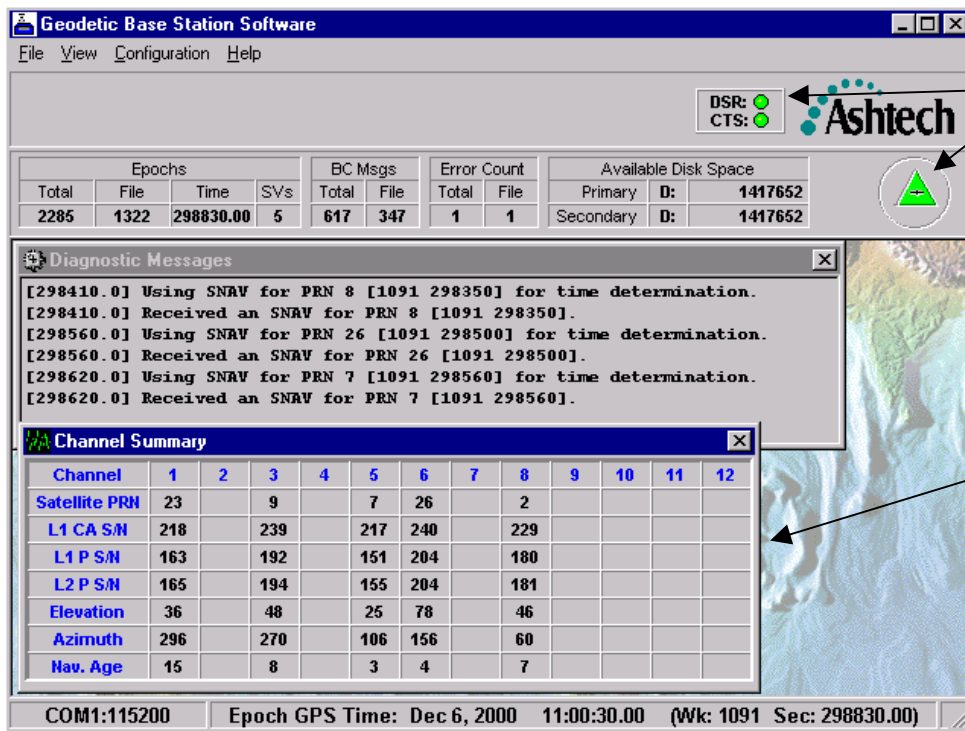 Geodetic Base Station Software
File View Configuration Help
DSR:
CTS:
Ashtech
Epochs BC Msgs Error Count Available Disk Space
Total File Time SVs Total File Total File Primary D: 1417652
2285 1322 298830.00 5 617 347 1 1 Secondary D: 1417652
Diagnostic Messages
[298410.0] Using SNAV for PRN 8 [1091 298350] for time determination.
[298410.0] Received an SNAV for PRN 8 [1091 298350].
[298560.0] Using SNAV for PRN 26 [1091 298500] for time determination.
[298560.0] Received an SNAV for PRN 26 [1091 298500].
[298620.0] Using SNAV for PRN 7 [1091 298560] for time determination.
[298620.0] Received an SNAV for PRN 7 [1091 298560].
Channel Summary
Channel 1 2 3 4 5 6 7 8 9 10 11 12
Satellite PRN 23 9 7 26 2
L1 CA S/N 218 239 217 240 229
L1 P S/N 163 192 151 204 180
L2 P S/N 165 194 155 204 181
Elevation 36 48 25 78 46
Azimuth 296 270 106 156 60
Nav. Age 15 8 3 4 7
COM1:115200 Epoch GPS Time: Dec 6, 2000 11:00:30.00 (Wk: 1091 Sec: 298830.00)